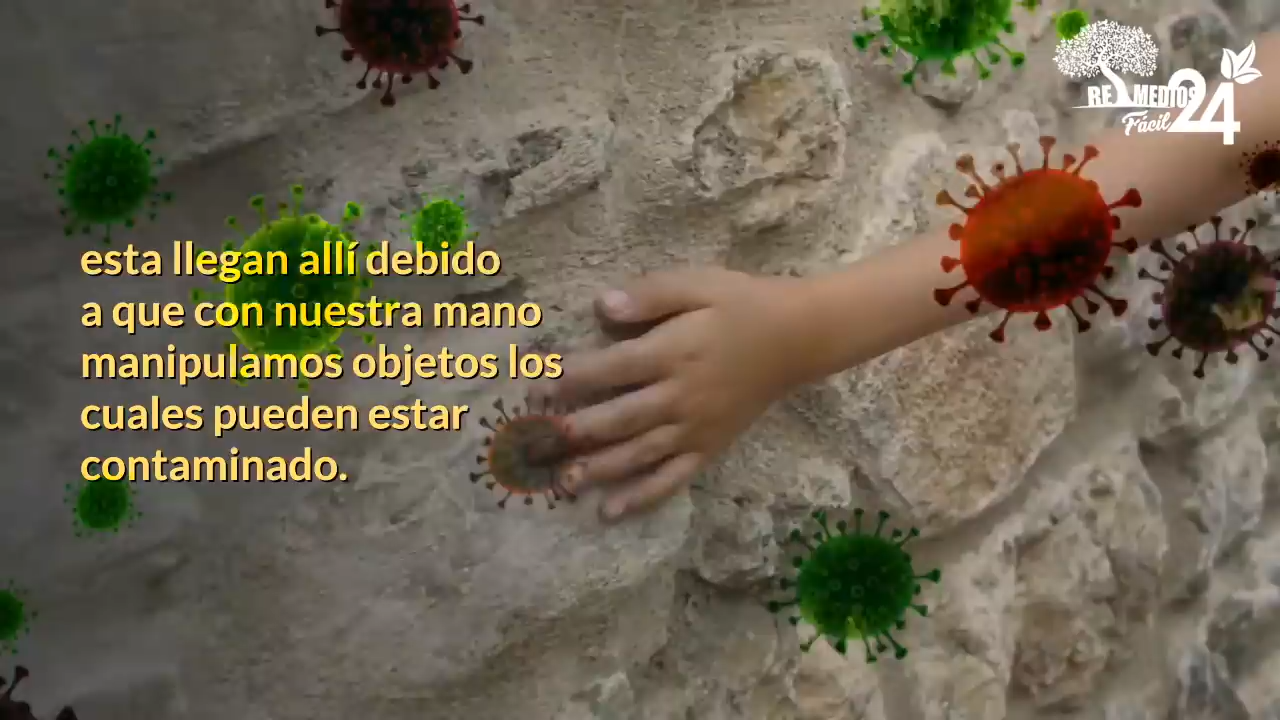 REMEDIOS
Fácil 24
esta llegan allí debido
a que con nuestra mano
manipulamos objetos los
cuales pueden estar
contaminado.